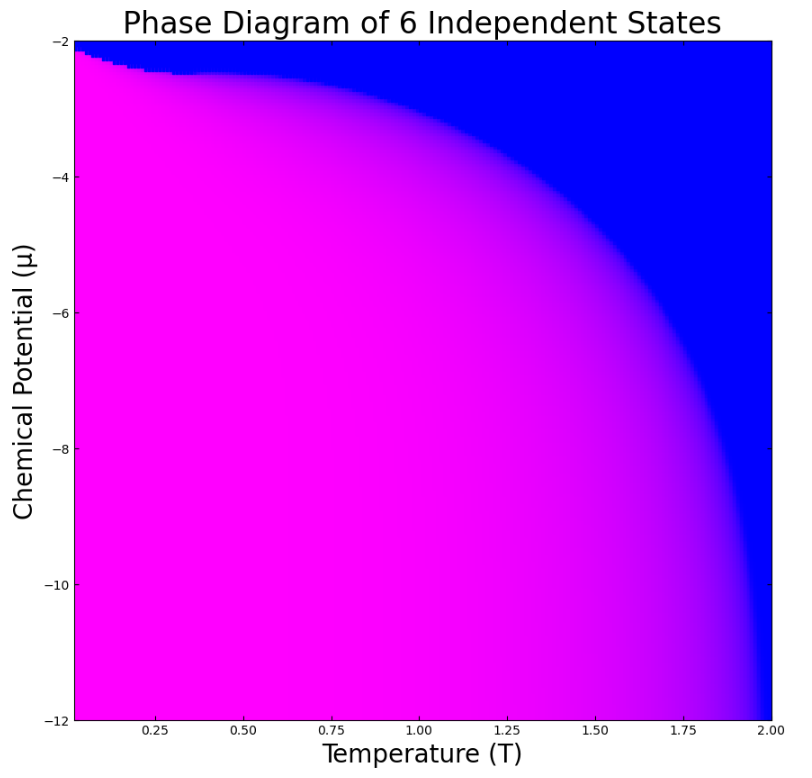 Phase Diagram of 6 Independent States
−2
−4
−6
−8
−10
−12
Chemical Potential (μ)
0.25 0.50 0.75 1.00 1.25 1.50 1.75 2.00
Temperature (T)